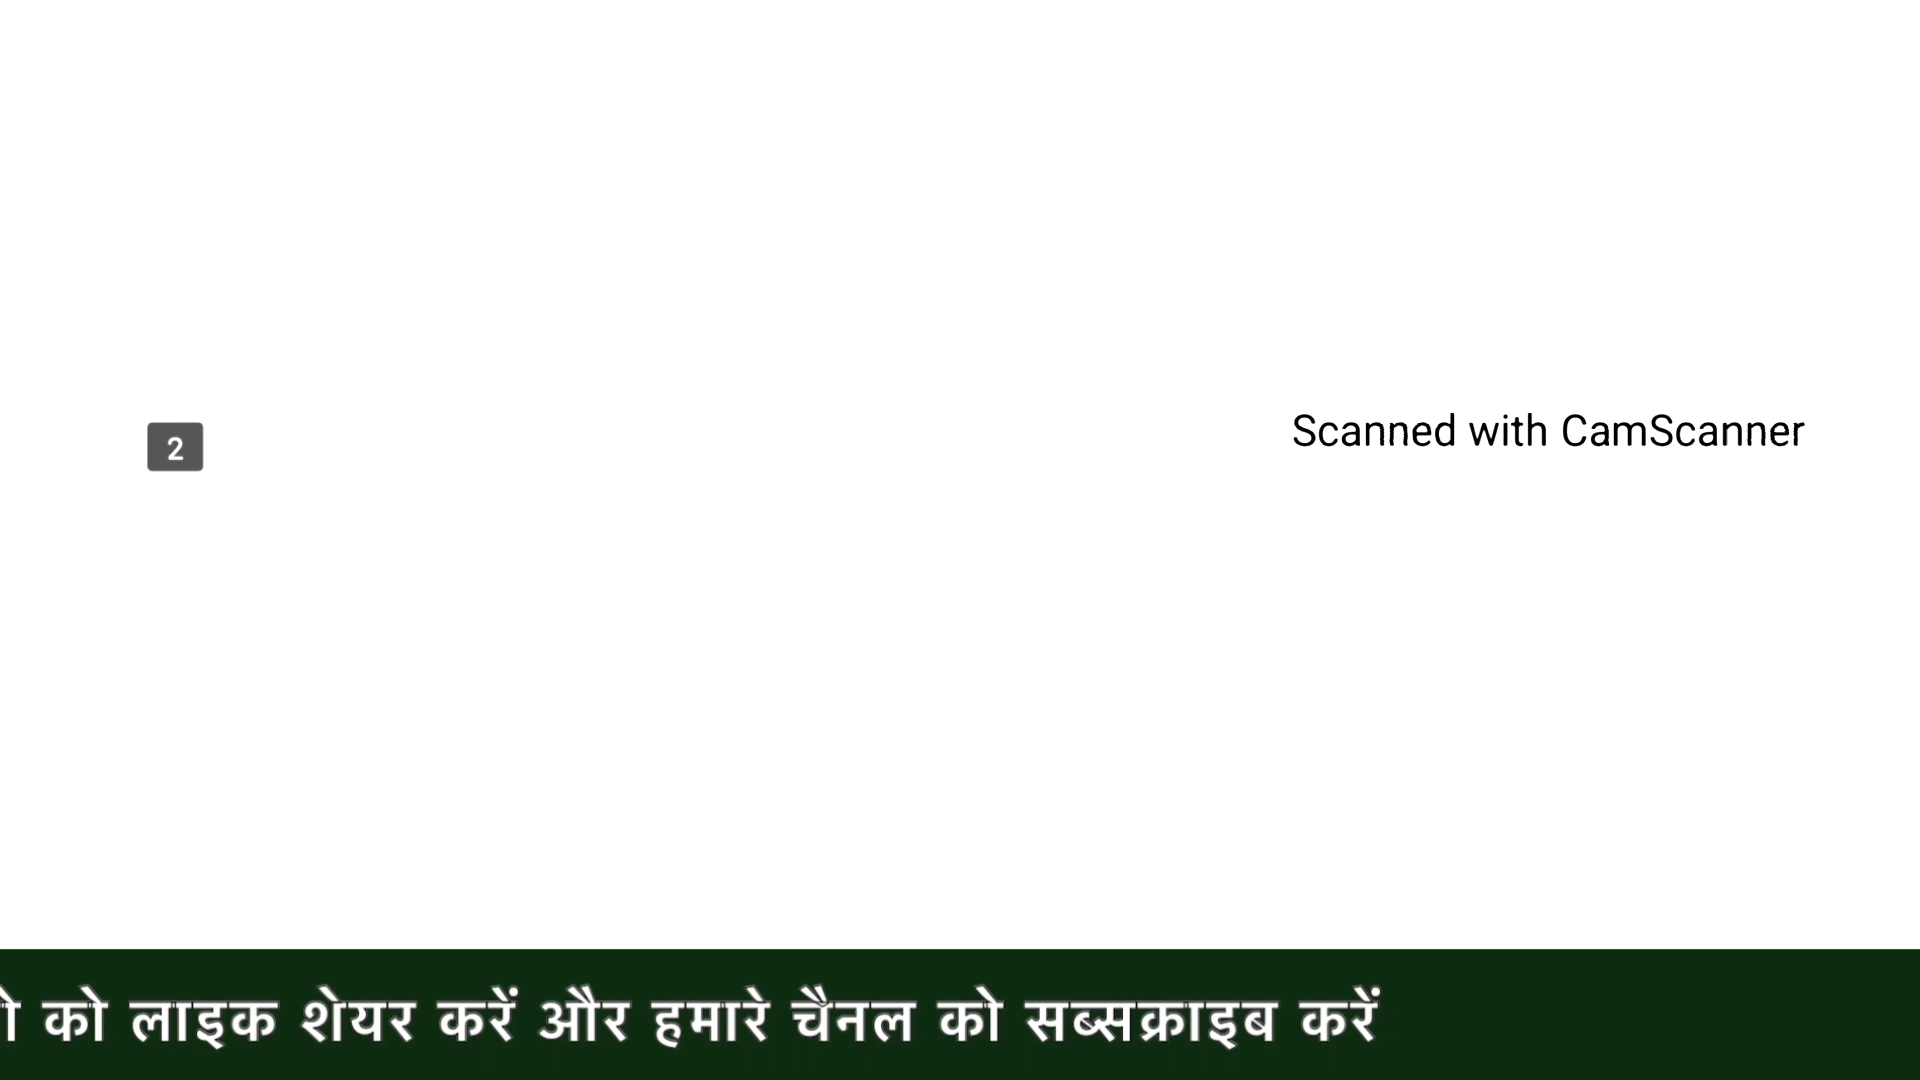 Scanned with CamScanner
2
को लाइक शेयर करें और हमारे चैनल को सब्सक्राइब करें